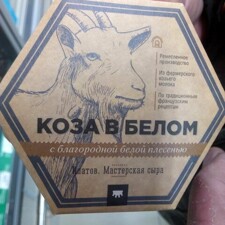 Ремесленное
производство
Из фермерского
козьего
молока
По традиционным
французским
рецептам
КОЗА В БЕЛОМ
с благородной белой плесенью
Мастерская сыра